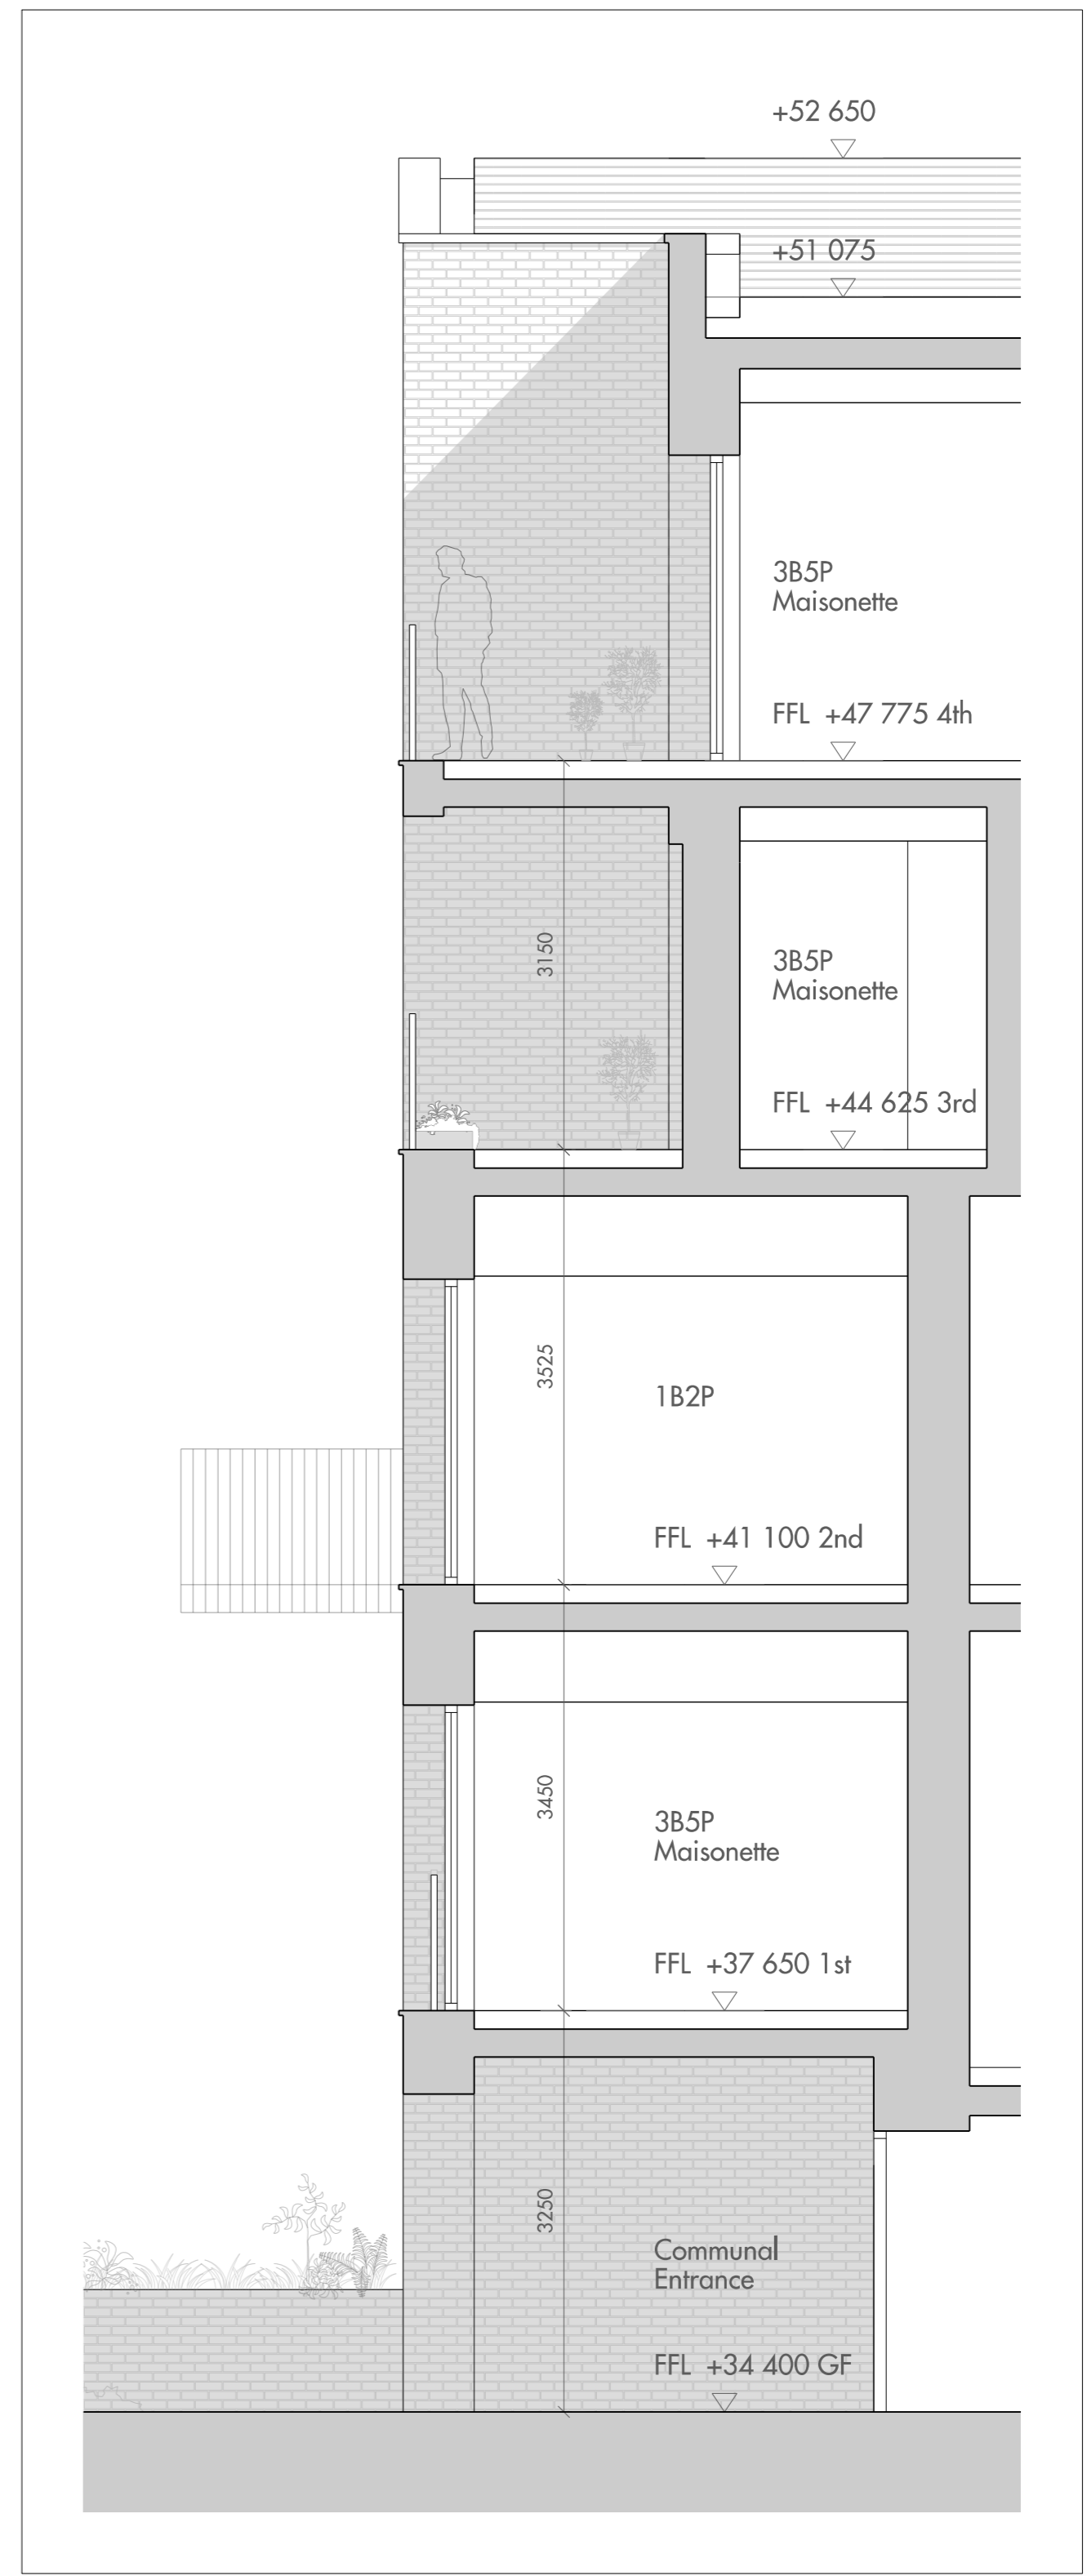 +52 650
+51 075
3B5P
Maisonette
FFL +47 775 4th
3150
3B5P
Maisonette
FFL +44 625 3rd
3525
1B2P
FFL +41 100 2nd
3450
3B5P
Maisonette
FFL +37 650 1st
3250
Communal
Entrance
FFL +34 400 GF